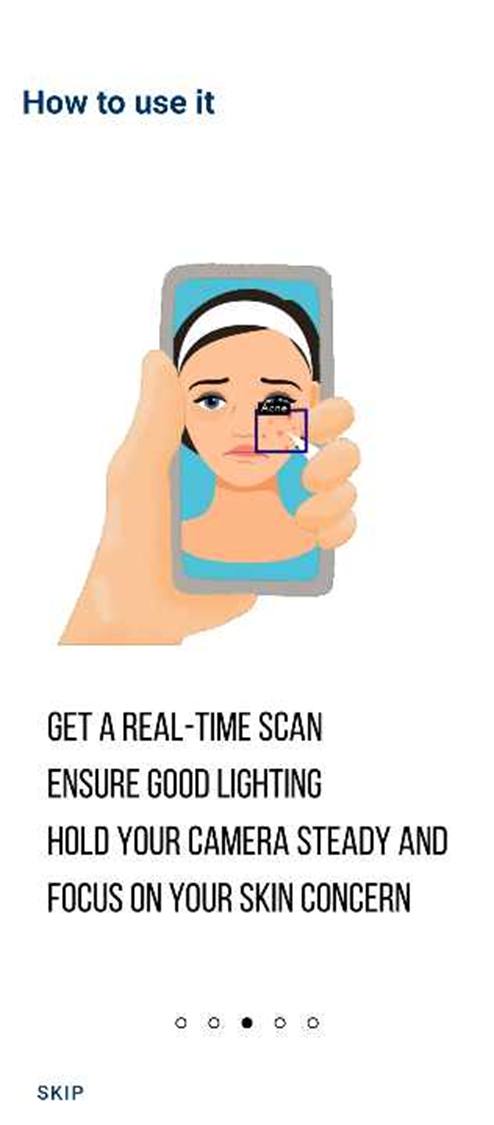 How to use it
Acne
GET A REAL-TIME SCAN
ENSURE GOOD LIGHTING
HOLD YOUR CAMERA STEADY AND
FOCUS ON YOUR SKIN CONCERN
SKIP